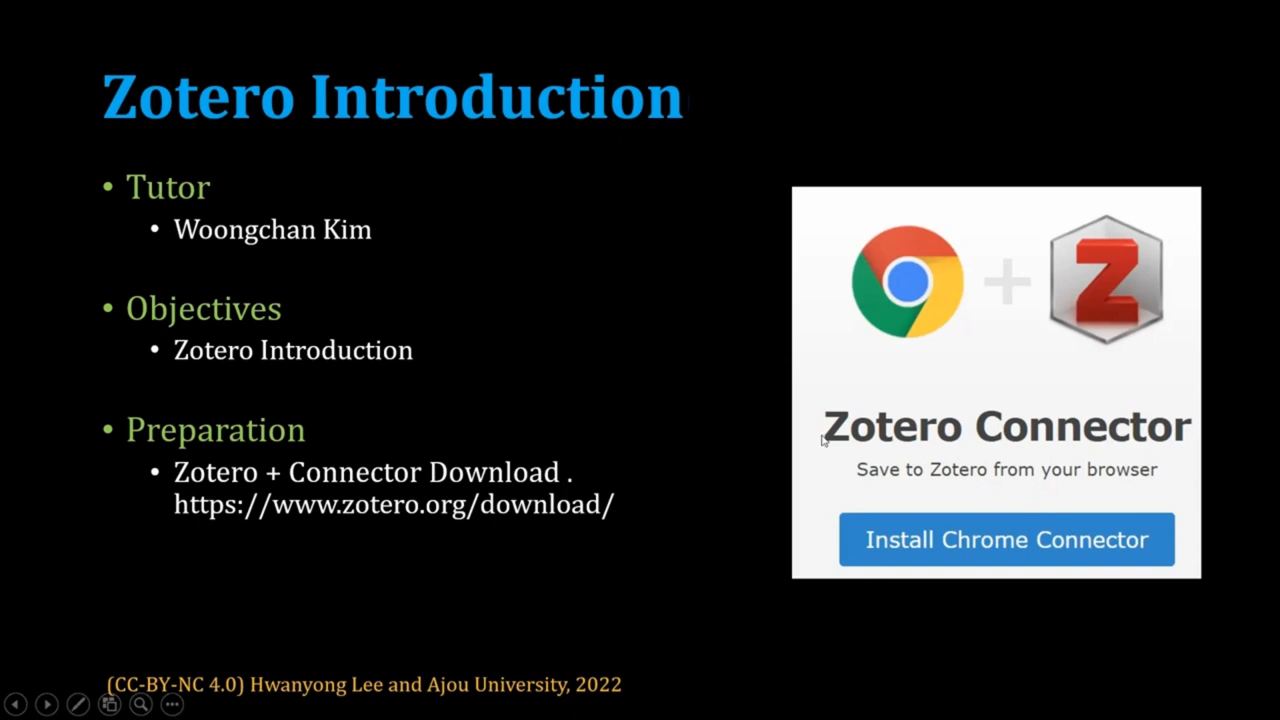 Zotero Introduction
• Tutor
• Woongchan Kim
• Objectives
• Zotero Introduction
• Preparation
• Zotero + Connector Download .
https://www.zotero.org/download/
Z
Zotero Connector
Save to Zotero from your browser
Install Chrome Connector
(CC-BY-NC 4.0) Hwanyong Lee and Ajou University, 2022